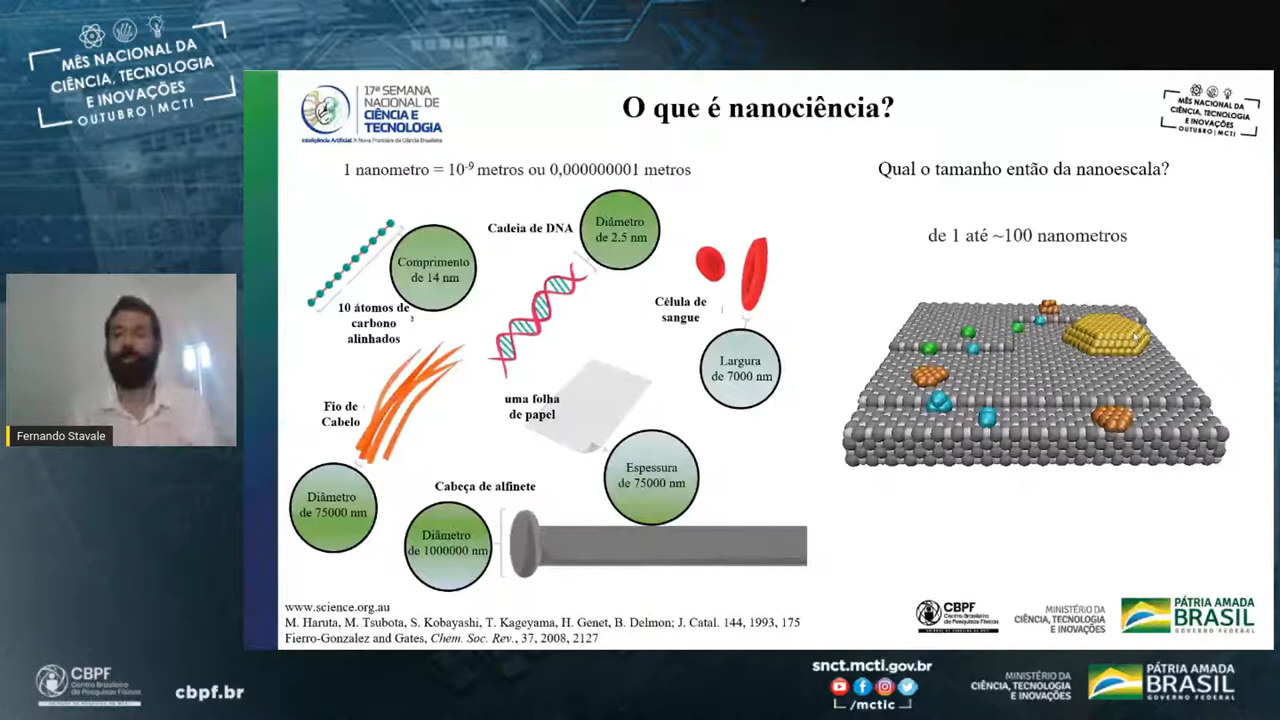 MÊS NACIONAL DA
CIÊNCIA, TECNOLOGIA
E INOVAÇÕES
OUTUBRO | MCTI
17ª SEMANA
NACIONAL DE
CIÊNCIA E
TECNOLOGIA
Inteligência Artificial: A Nova Fronteira da Ciência Brasileira
O que é nanociência?
MÊS NACIONAL DA
CIÊNCIA, TECNOLOGIA
E INOVAÇÕES
OUTUBRO | MCTI
1 nanometro = 10-9 metros ou 0,000000001 metros
Qual o tamanho então da nanoescala?
de 1 até ~100 nanometros
Comprimento
de 14 nm
10 átomos de
carbono
alinhados
Cadeia de DNA
Diâmetro
de 2.5 nm
Célula de
sangue
Largura
de 7000 nm
Fio de
Cabelo
Diâmetro
de 75000 nm
uma folha
de papel
Espessura
de 75000 nm
Cabeça de alfinete
Diâmetro
de 1000000 nm
Fernando Stavale
www.science.org.au
M. Haruta, M. Tsubota, S. Kobayashi, T. Kageyama, H. Genet, B. Delmon; J. Catal. 144, 1993, 175
Fierro-Gonzalez and Gates, Chem. Soc. Rev., 37, 2008, 2127
CBPF
Centro Brasileiro
de Pesquisas Físicas
MINISTÉRIO DA
CIÊNCIA, TECNOLOGIA
E INOVAÇÕES
PÁTRIA AMADA
BRASIL
GOVERNO FEDERAL
CBPF
Centro Brasileiro
de Pesquisas Físicas
cbpf.br
snct.mcti.gov.br
/mctic
MINISTÉRIO DA
CIÊNCIA, TECNOLOGIA
E INOVAÇÕES
PÁTRIA AMADA
BRASIL
GOVERNO FEDERAL